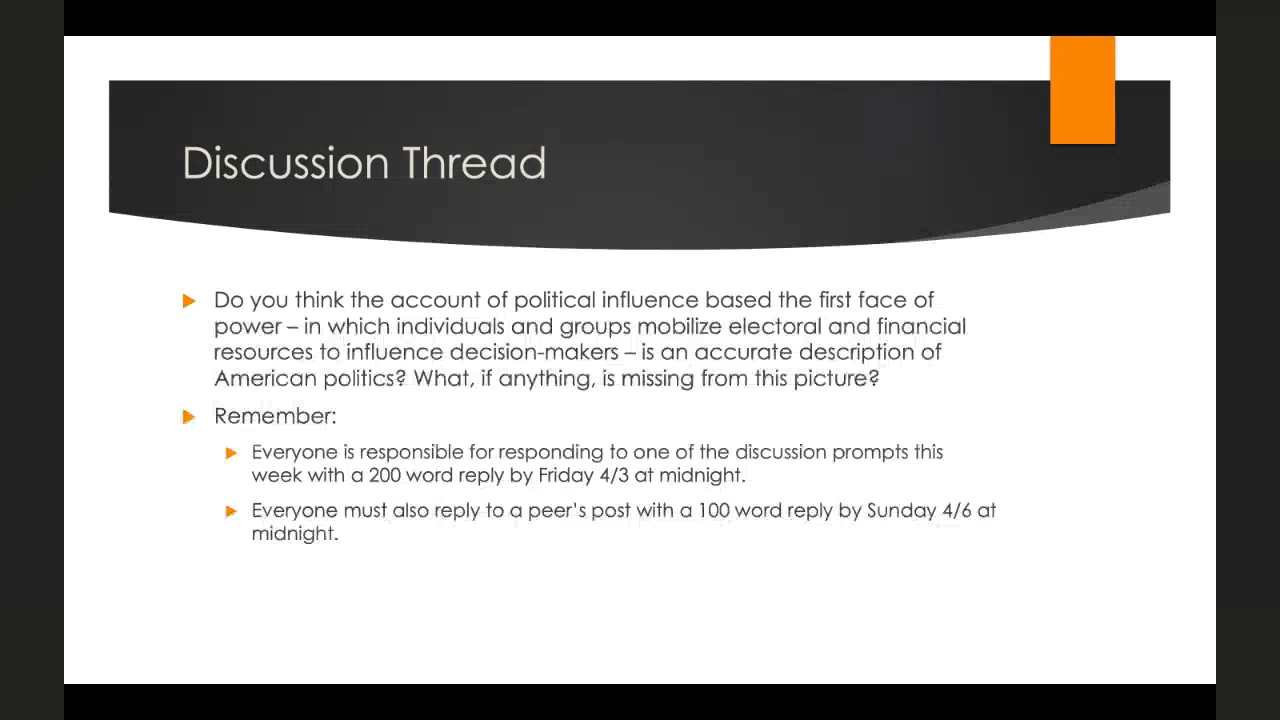 Discussion Thread
Do you think the account of political influence based the first face of
power – in which individuals and groups mobilize electoral and financial
resources to influence decision-makers – is an accurate description of
American politics? What, if anything, is missing from this picture?
Remember:
Everyone is responsible for responding to one of the discussion prompts this
week with a 200 word reply by Friday 4/3 at midnight.
Everyone must also reply to a peer's post with a 100 word reply by Sunday 4/6 at
midnight.